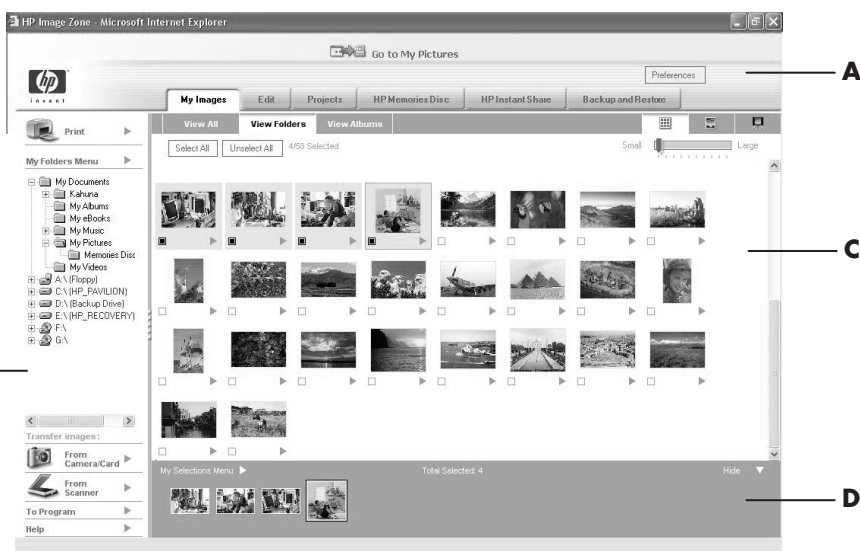 HP Image Zone - Microsoft Internet Explorer
Go to My Pictures
Preferences
A
hp
invent
My Images Edit Projects HP Memories Disc HP Instant Share Backup and Restore
Print
View All View Folders View Albums
Select All Unselect All 4/58 Selected Small Large
My Folders Menu
My Documents
Kahuna
My Albums
My eBooks
My Music
My Pictures
Memories Disc
My Videos
A:\ (Floppy)
C:\ (HP_PAVILION)
D:\ (Backup Drive)
E:\ (HP_RECOVERY)
F:\
G:\
C
Transfer images:
From
Camera/Card
From
Scanner
To Program
Help
My Selections Menu Total Selected: 4 Hide
D